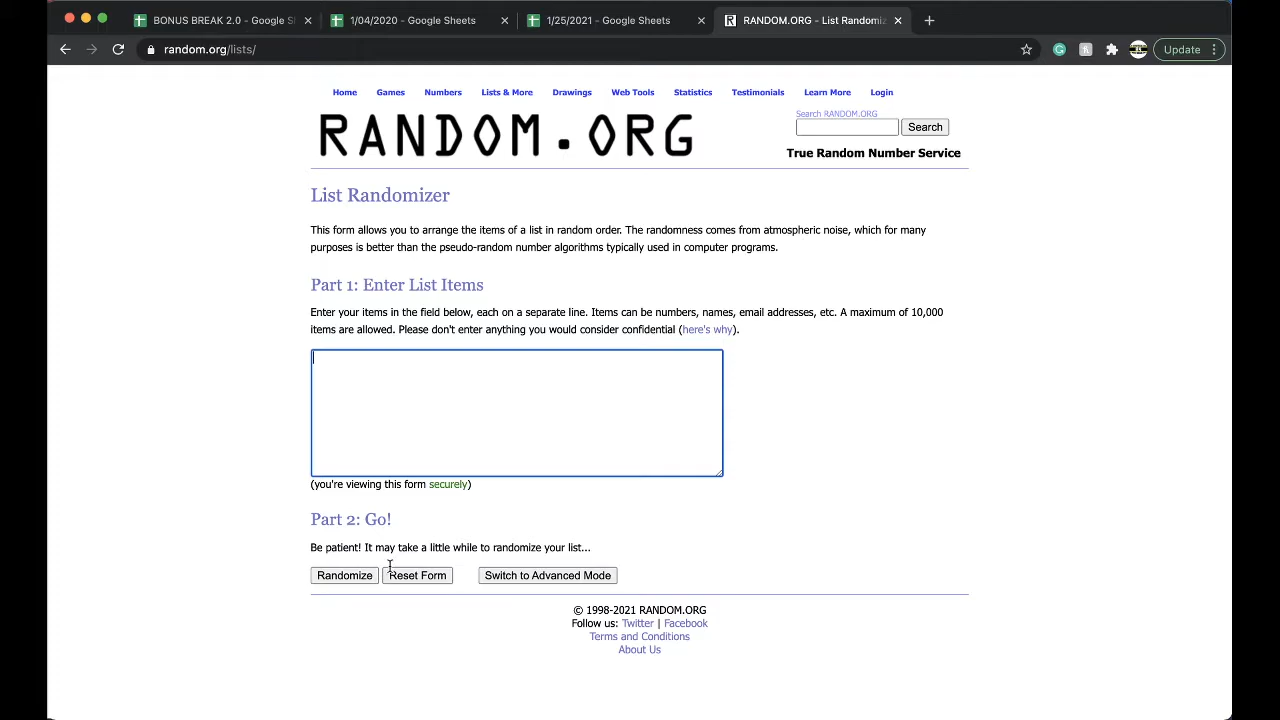 BONUS BREAK 2.0 - Google S
1/04/2020 - Google Sheets
1/25/2021 - Google Sheets
RANDOM.ORG - List Randomiz
random.org/lists/
Update
Home Games Numbers Lists & More Drawings Web Tools Statistics Testimonials Learn More Login
RANDOM.ORG
Search RANDOM.ORG
Search
True Random Number Service
List Randomizer
This form allows you to arrange the items of a list in random order. The randomness comes from atmospheric noise, which for many
purposes is better than the pseudo-random number algorithms typically used in computer programs.
Part 1: Enter List Items
Enter your items in the field below, each on a separate line. Items can be numbers, names, email addresses, etc. A maximum of 10,000
items are allowed. Please don't enter anything you would consider confidential (here's why).
(you're viewing this form securely)
Part 2: Go!
Be patient! It may take a little while to randomize your list...
Randomize Reset Form Switch to Advanced Mode
© 1998-2021 RANDOM.ORG
Follow us: Twitter | Facebook
Terms and Conditions
About Us